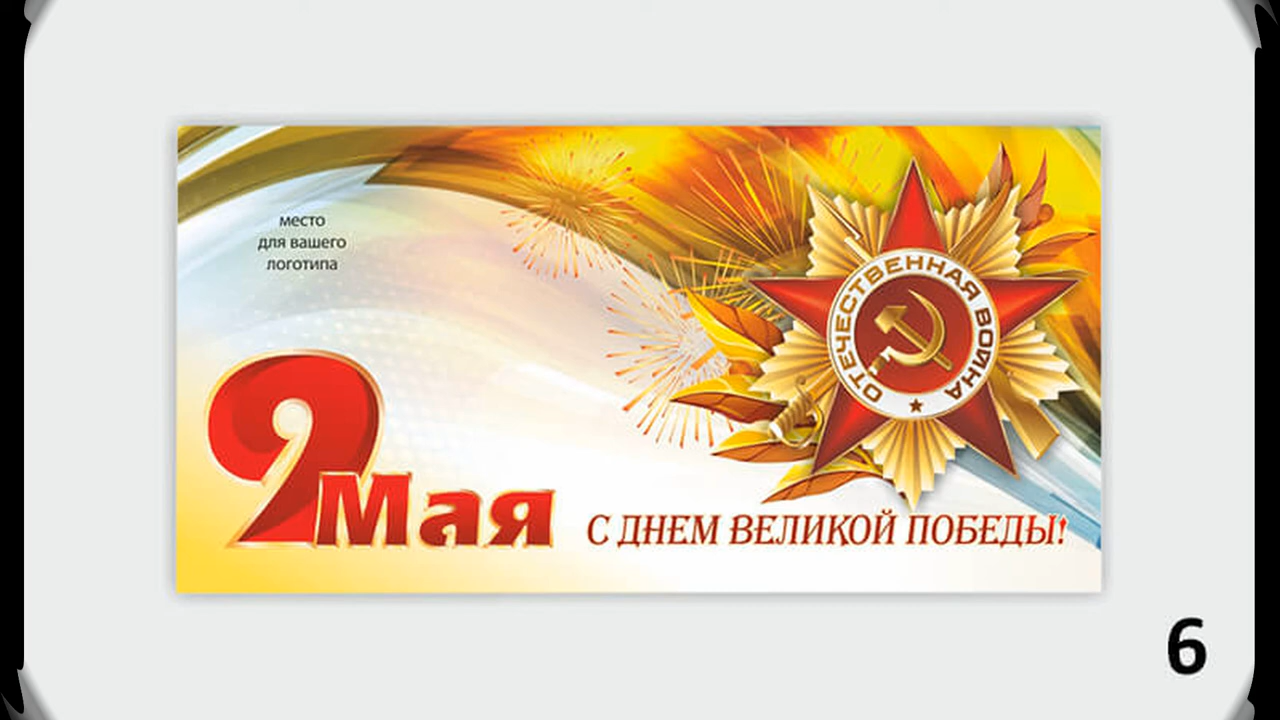 место
для вашего
логотипа
ОТЕЧЕСТВЕННАЯ ВОЙНА
9 Мая
С ДНЕМ ВЕЛИКОЙ ПОБЕДЫ!
6